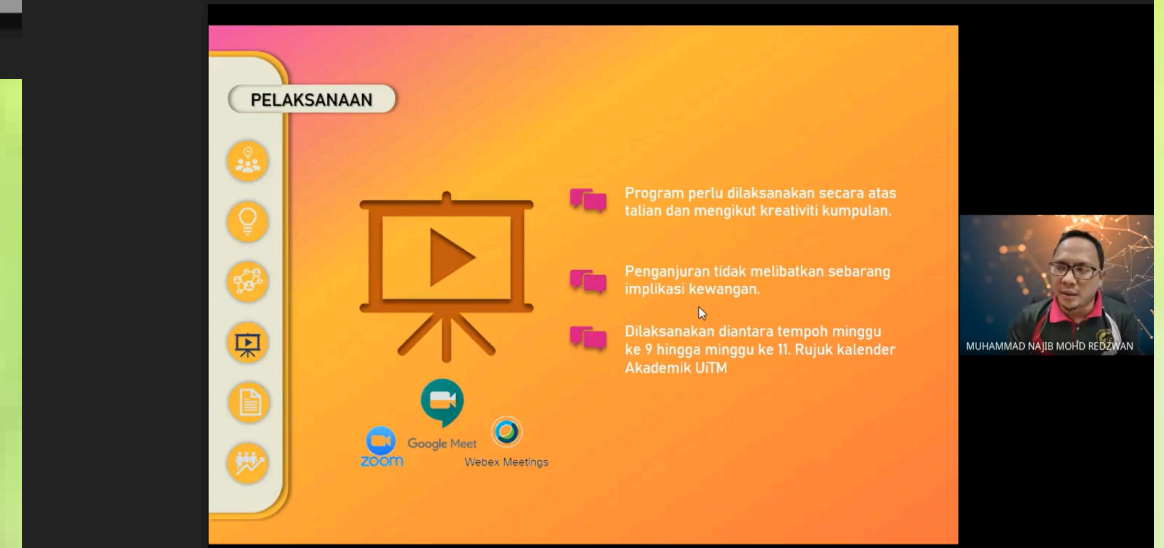 PELAKSANAAN
Program perlu dilaksanakan secara atas
talian dan mengikut kreativiti kumpulan.
Penganjuran tidak melibatkan sebarang
implikasi kewangan.
Dilaksanakan diantara tempoh minggu
ke 9 hingga minggu ke 11. Rujuk kalender
Akademik UiTM
Google Meet
zoom
Webex Meetings
MUHAMMAD NAJIB MOHD REDZWAN